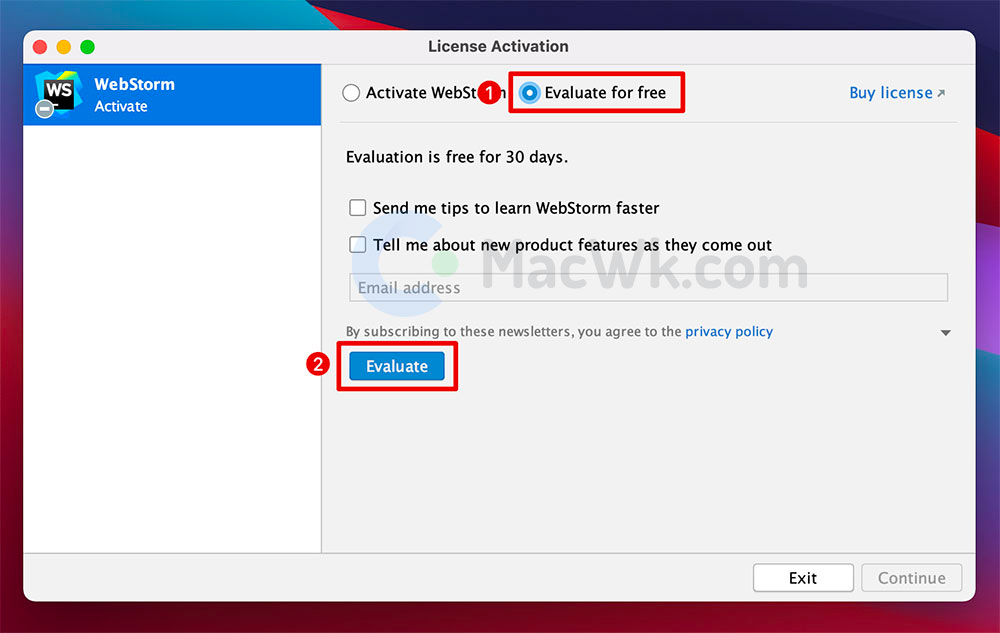 License Activation
WS
WebStorm
Activate
Activate WebSt m
1
Evaluate for free
Buy license ↗
Evaluation is free for 30 days.
Send me tips to learn WebStorm faster
Tell me about new product features as they come out
MacWk.com
Email address
By subscribing to these newsletters, you agree to the privacy policy
2
Evaluate
Exit
Continue